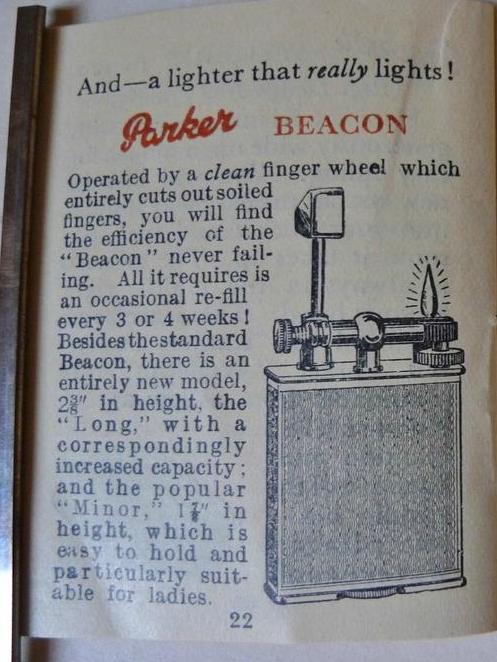 And—a lighter that really lights!
Parker BEACON
Operated by a clean finger wheel which
entirely cuts out soiled
fingers, you will find
the efficiency of the
"Beacon" never fail-
ing. All it requires is
an occasional re-fill
every 3 or 4 weeks!
Besides the standard
Beacon, there is an
entirely new model,
2⅜" in height, the
"Long," with a
correspondingly
increased capacity;
and the popular
"Minor," 1⅞" in
height, which is
easy to hold and
particularly suit-
able for ladies.
22